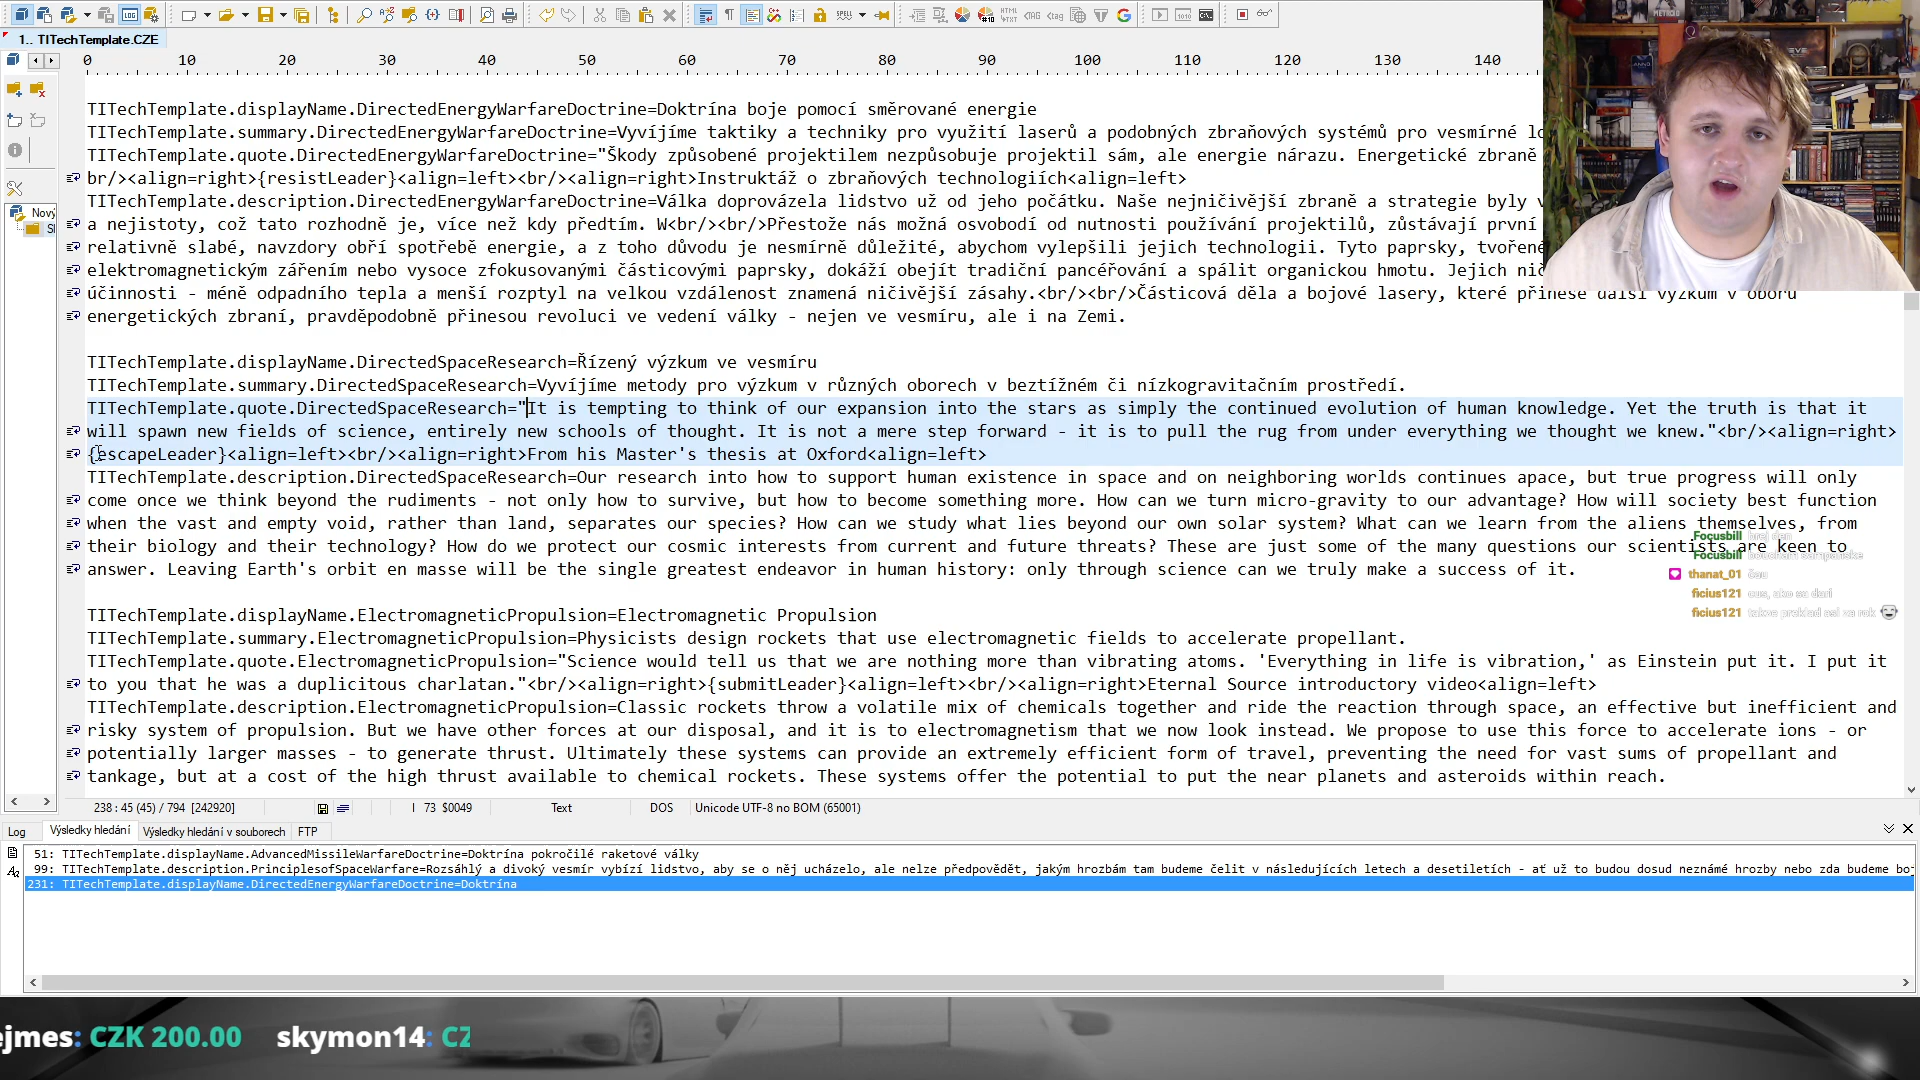 1.. TITechTemplate.CZE
0 10 20 30 40 50 60 70 80 90 100 110 120 130 140
TITechTemplate.displayName.DirectedEnergyWarfareDoctrine=Doktrína boje pomocí směrované energie
TITechTemplate.summary.DirectedEnergyWarfareDoctrine=Vyvíjíme taktiky a techniky pro využití laserů a podobných zbraňových systémů pro vesmírné
TITechTemplate.quote.DirectedEnergyWarfareDoctrine="Škody způsobené projektilem nezpůsobuje projektil sám, ale energie nárazu. Energetické zbraně
br/><align=right>{resistLeader}<align=left><br/><align=right>Instruktáž o zbraňových technologiích<align=left>
TITechTemplate.description.DirectedEnergyWarfareDoctrine=Válka doprovázela lidstvo už od jeho počátku. Naše nejničivější zbraně a strategie byly
a nejistoty, což tato rozhodně je, více než kdy předtím. W<br/><br/>Přestože nás možná osvobodí od nutnosti používání projektilů, zůstávají první
relativně slabé, navzdory obří spotřebě energie, a z toho důvodu je nesmírně důležité, abychom vylepšili jejich technologii. Tyto paprsky, tvořené
elektromagnetickým zářením nebo vysoce zfokusovanými částicovými paprsky, dokáží obejít tradiční pancéřování a spálit organickou hmotu. Jejich
účinnosti - méně odpadního tepla a menší rozptyl na velkou vzdálenost znamená ničivější zásahy.<br/><br/>Částicová děla a bojové lasery, které přinese další výzkum v oboru
energetických zbraní, pravděpodobně přinesou revoluci ve vedení války - nejen ve vesmíru, ale i na Zemi.
TITechTemplate.displayName.DirectedSpaceResearch=Řízený výzkum ve vesmíru
TITechTemplate.summary.DirectedSpaceResearch=Vyvíjíme metody pro výzkum v různých oborech v beztížném či nízkogravitačním prostředí.
TITechTemplate.quote.DirectedSpaceResearch="It is tempting to think of our expansion into the stars as simply the continued evolution of human knowledge. Yet the truth is that it
will spawn new fields of science, entirely new schools of thought. It is not a mere step forward - it is to pull the rug from under everything we thought we knew."<br/><align=right>
{escapeLeader}<align=left><br/><align=right>From his Master's thesis at Oxford<align=left>
TITechTemplate.description.DirectedSpaceResearch=Our research into how to support human existence in space and on neighboring worlds continues apace, but true progress will only
come once we think beyond the rudiments - not only how to survive, but how to become something more. How can we turn micro-gravity to our advantage? How will society best function
when the vast and empty void, rather than land, separates our species? How can we study what lies beyond our own solar system? What can we learn from the aliens themselves, from
their biology and their technology? How do we protect our cosmic interests from current and future threats? These are just some of the many questions our scientists are keen to
answer. Leaving Earth's orbit en masse will be the single greatest endeavor in human history: only through science can we truly make a success of it.
Focusbill
Focusbill
thanat_01 čau
ficius121
ficius121
TITechTemplate.displayName.ElectromagneticPropulsion=Electromagnetic Propulsion
TITechTemplate.summary.ElectromagneticPropulsion=Physicists design rockets that use electromagnetic fields to accelerate propellant.
TITechTemplate.quote.ElectromagneticPropulsion="Science would tell us that we are nothing more than vibrating atoms. 'Everything in life is vibration,' as Einstein put it. I put it
to you that he was a duplicitous charlatan."<br/><align=right>{submitLeader}<align=left><br/><align=right>Eternal Source introductory video<align=left>
TITechTemplate.description.ElectromagneticPropulsion=Classic rockets throw a volatile mix of chemicals together and ride the reaction through space, an effective but inefficient and
risky system of propulsion. But we have other forces at our disposal, and it is to electromagnetism that we now look instead. We propose to use this force to accelerate ions - or
potentially larger masses - to generate thrust. Ultimately these systems can provide an extremely efficient form of travel, preventing the need for vast sums of propellant and
tankage, but at a cost of the high thrust available to chemical rockets. These systems offer the potential to put the near planets and asteroids within reach.
238 : 45 (45) / 794 [242920] I 73 $0049 Text DOS Unicode UTF-8 no BOM (65001)
Log Výsledky hledání Výsledky hledání v souborech FTP
51: TITechTemplate.displayName.AdvancedMissileWarfareDoctrine=Doktrína pokročilé raketové války
99: TITechTemplate.description.PrinciplesofSpaceWarfare=Rozsáhlý a divoký vesmír vybízí lidstvo, aby se o něj ucházelo, ale nelze předpovědět, jakým hrozbám tam budeme čelit v následujících letech a desetiletích - ať už to budou dosud neznámé hrozby nebo zda budeme
231: TITechTemplate.displayName.DirectedEnergyWarfareDoctrine=Doktrína
ejmes: CZK 200.00 skymon14: CZ